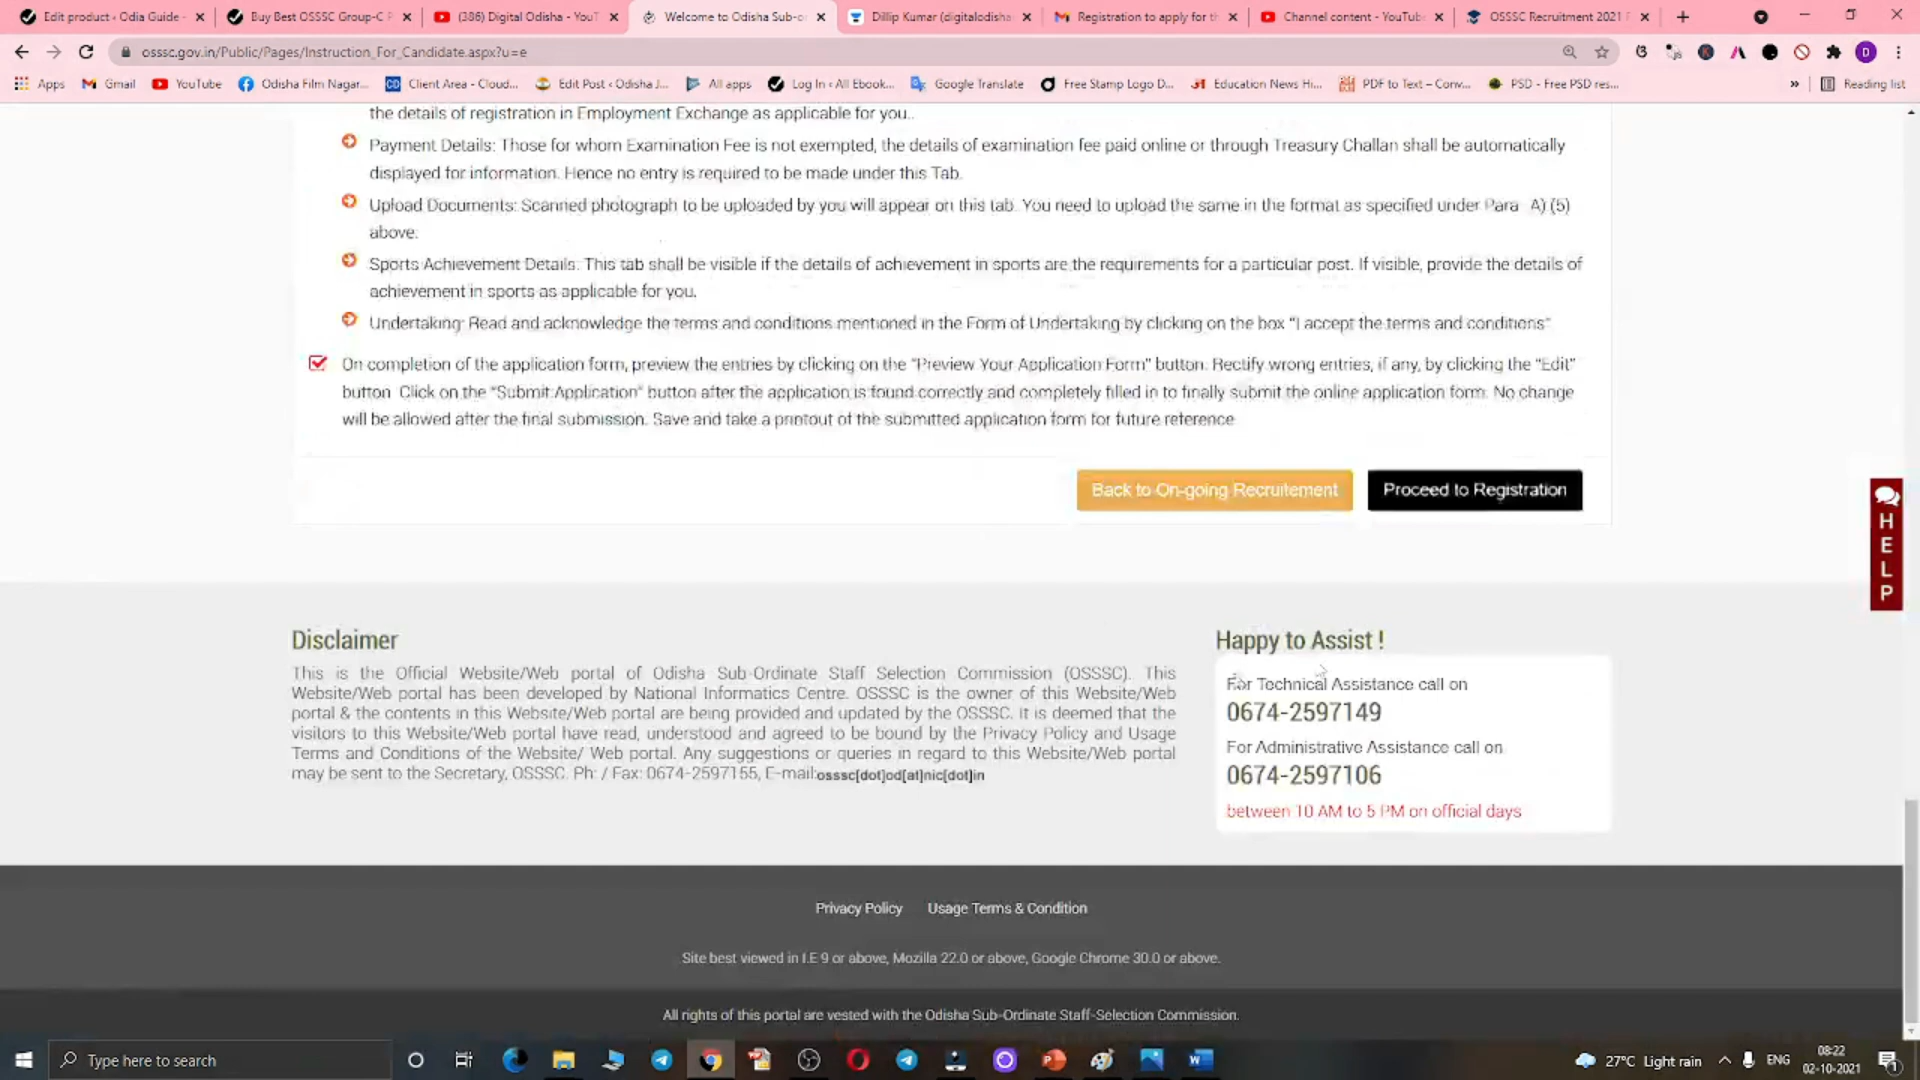 Edit product ‹ Odia Guide -
Buy Best OSSSC Group-C P
(386) Digital Odisha - YouT
Welcome to Odisha Sub-o
Dillip Kumar (digitalodisha
Registration to apply for th
Channel content - YouTube
OSSSC Recruitment 2021 F
osssc.gov.in/Public/Pages/Instruction_For_Candidate.aspx?u=e
D
Apps Gmail YouTube Odisha Film Nagar... Client Area - Cloud... Edit Post ‹ Odisha J... All apps Log In ‹ All Ebook... Google Translate Free Stamp Logo D... Education News Hi... PDF to Text – Conv... PSD - Free PSD res... » Reading list
the details of registration in Employment Exchange as applicable for you..
Payment Details: Those for whom Examination Fee is not exempted, the details of examination fee paid online or through Treasury Challan shall be automatically
displayed for information. Hence no entry is required to be made under this Tab.
Upload Documents: Scanned photograph to be uploaded by you will appear on this tab. You need to upload the same in the format as specified under Para A) (5)
above.
Sports Achievement Details: This tab shall be visible if the details of achievement in sports are the requirements for a particular post. If visible, provide the details of
achievement in sports as applicable for you.
Undertaking: Read and acknowledge the terms and conditions mentioned in the Form of Undertaking by clicking on the box "I accept the terms and conditions"
On completion of the application form, preview the entries by clicking on the "Preview Your Application Form" button. Rectify wrong entries, if any, by clicking the "Edit"
button. Click on the "Submit Application" button after the application is found correctly and completely filled in to finally submit the online application form. No change
will be allowed after the final submission. Save and take a printout of the submitted application form for future reference
Back to On-going Recruitement
Proceed to Registration
HELP
Disclaimer
This is the Official Website/Web portal of Odisha Sub-Ordinate Staff Selection Commission (OSSSC). This
Website/Web portal has been developed by National Informatics Centre. OSSSC is the owner of this Website/Web
portal & the contents in this Website/Web portal are being provided and updated by the OSSSC. It is deemed that the
visitors to this Website/Web portal have read, understood and agreed to be bound by the Privacy Policy and Usage
Terms and Conditions of the Website/ Web portal. Any suggestions or queries in regard to this Website/Web portal
may be sent to the Secretary, OSSSC. Ph: / Fax: 0674-2597155, E-mail:osssc[dot]od[at]nic[dot]in
Happy to Assist !
For Technical Assistance call on
0674-2597149
For Administrative Assistance call on
0674-2597106
between 10 AM to 5 PM on official days
Privacy Policy Usage Terms & Condition
Site best viewed in I.E 9 or above, Mozilla 22.0 or above, Google Chrome 30.0 or above.
All rights of this portal are vested with the Odisha Sub-Ordinate Staff-Selection Commission.
Type here to search
27°C Light rain
ENG
08:22
02-10-2021